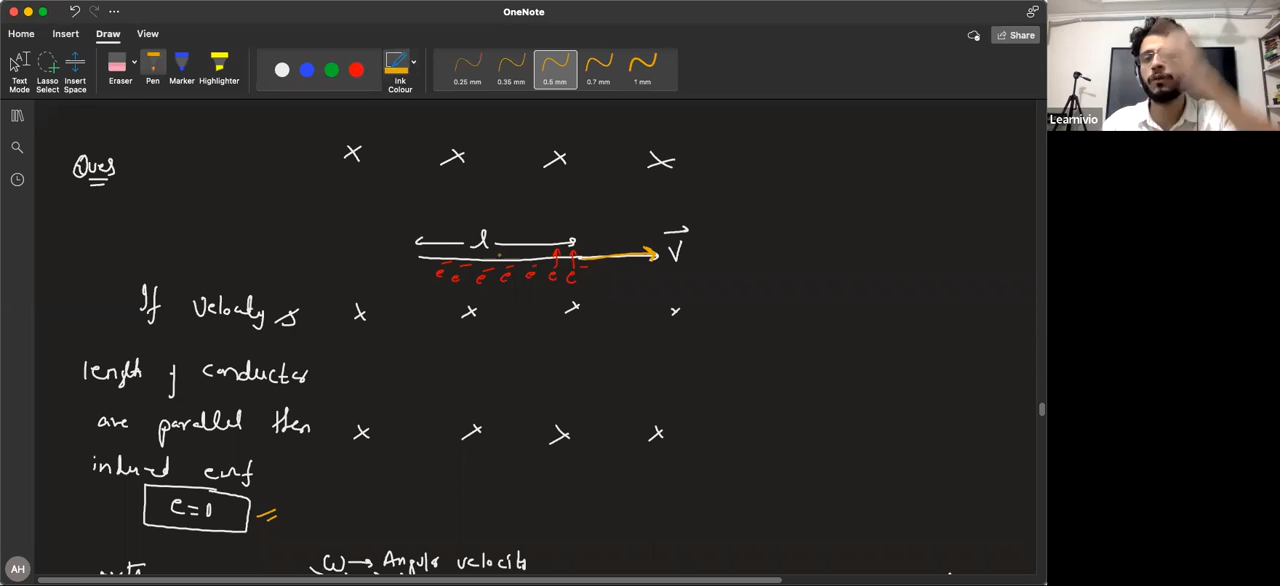 OneNote
Home Insert Draw View
Share
Text Mode
Lasso Select
Insert Space
Eraser
Pen
Marker
Highlighter
Ink Colour
0.25 mm
0.35 mm
0.5 mm
0.7 mm
1 mm
Learnivio
Ques
x x x x
l
V
e⁻ e⁻ e⁻ e⁻ e⁻ e e⁻
If Velocity &
x x x x
length of conductor
are parallel then
x x x x
induced emf
e = 0
ω → Angular velocity
AH